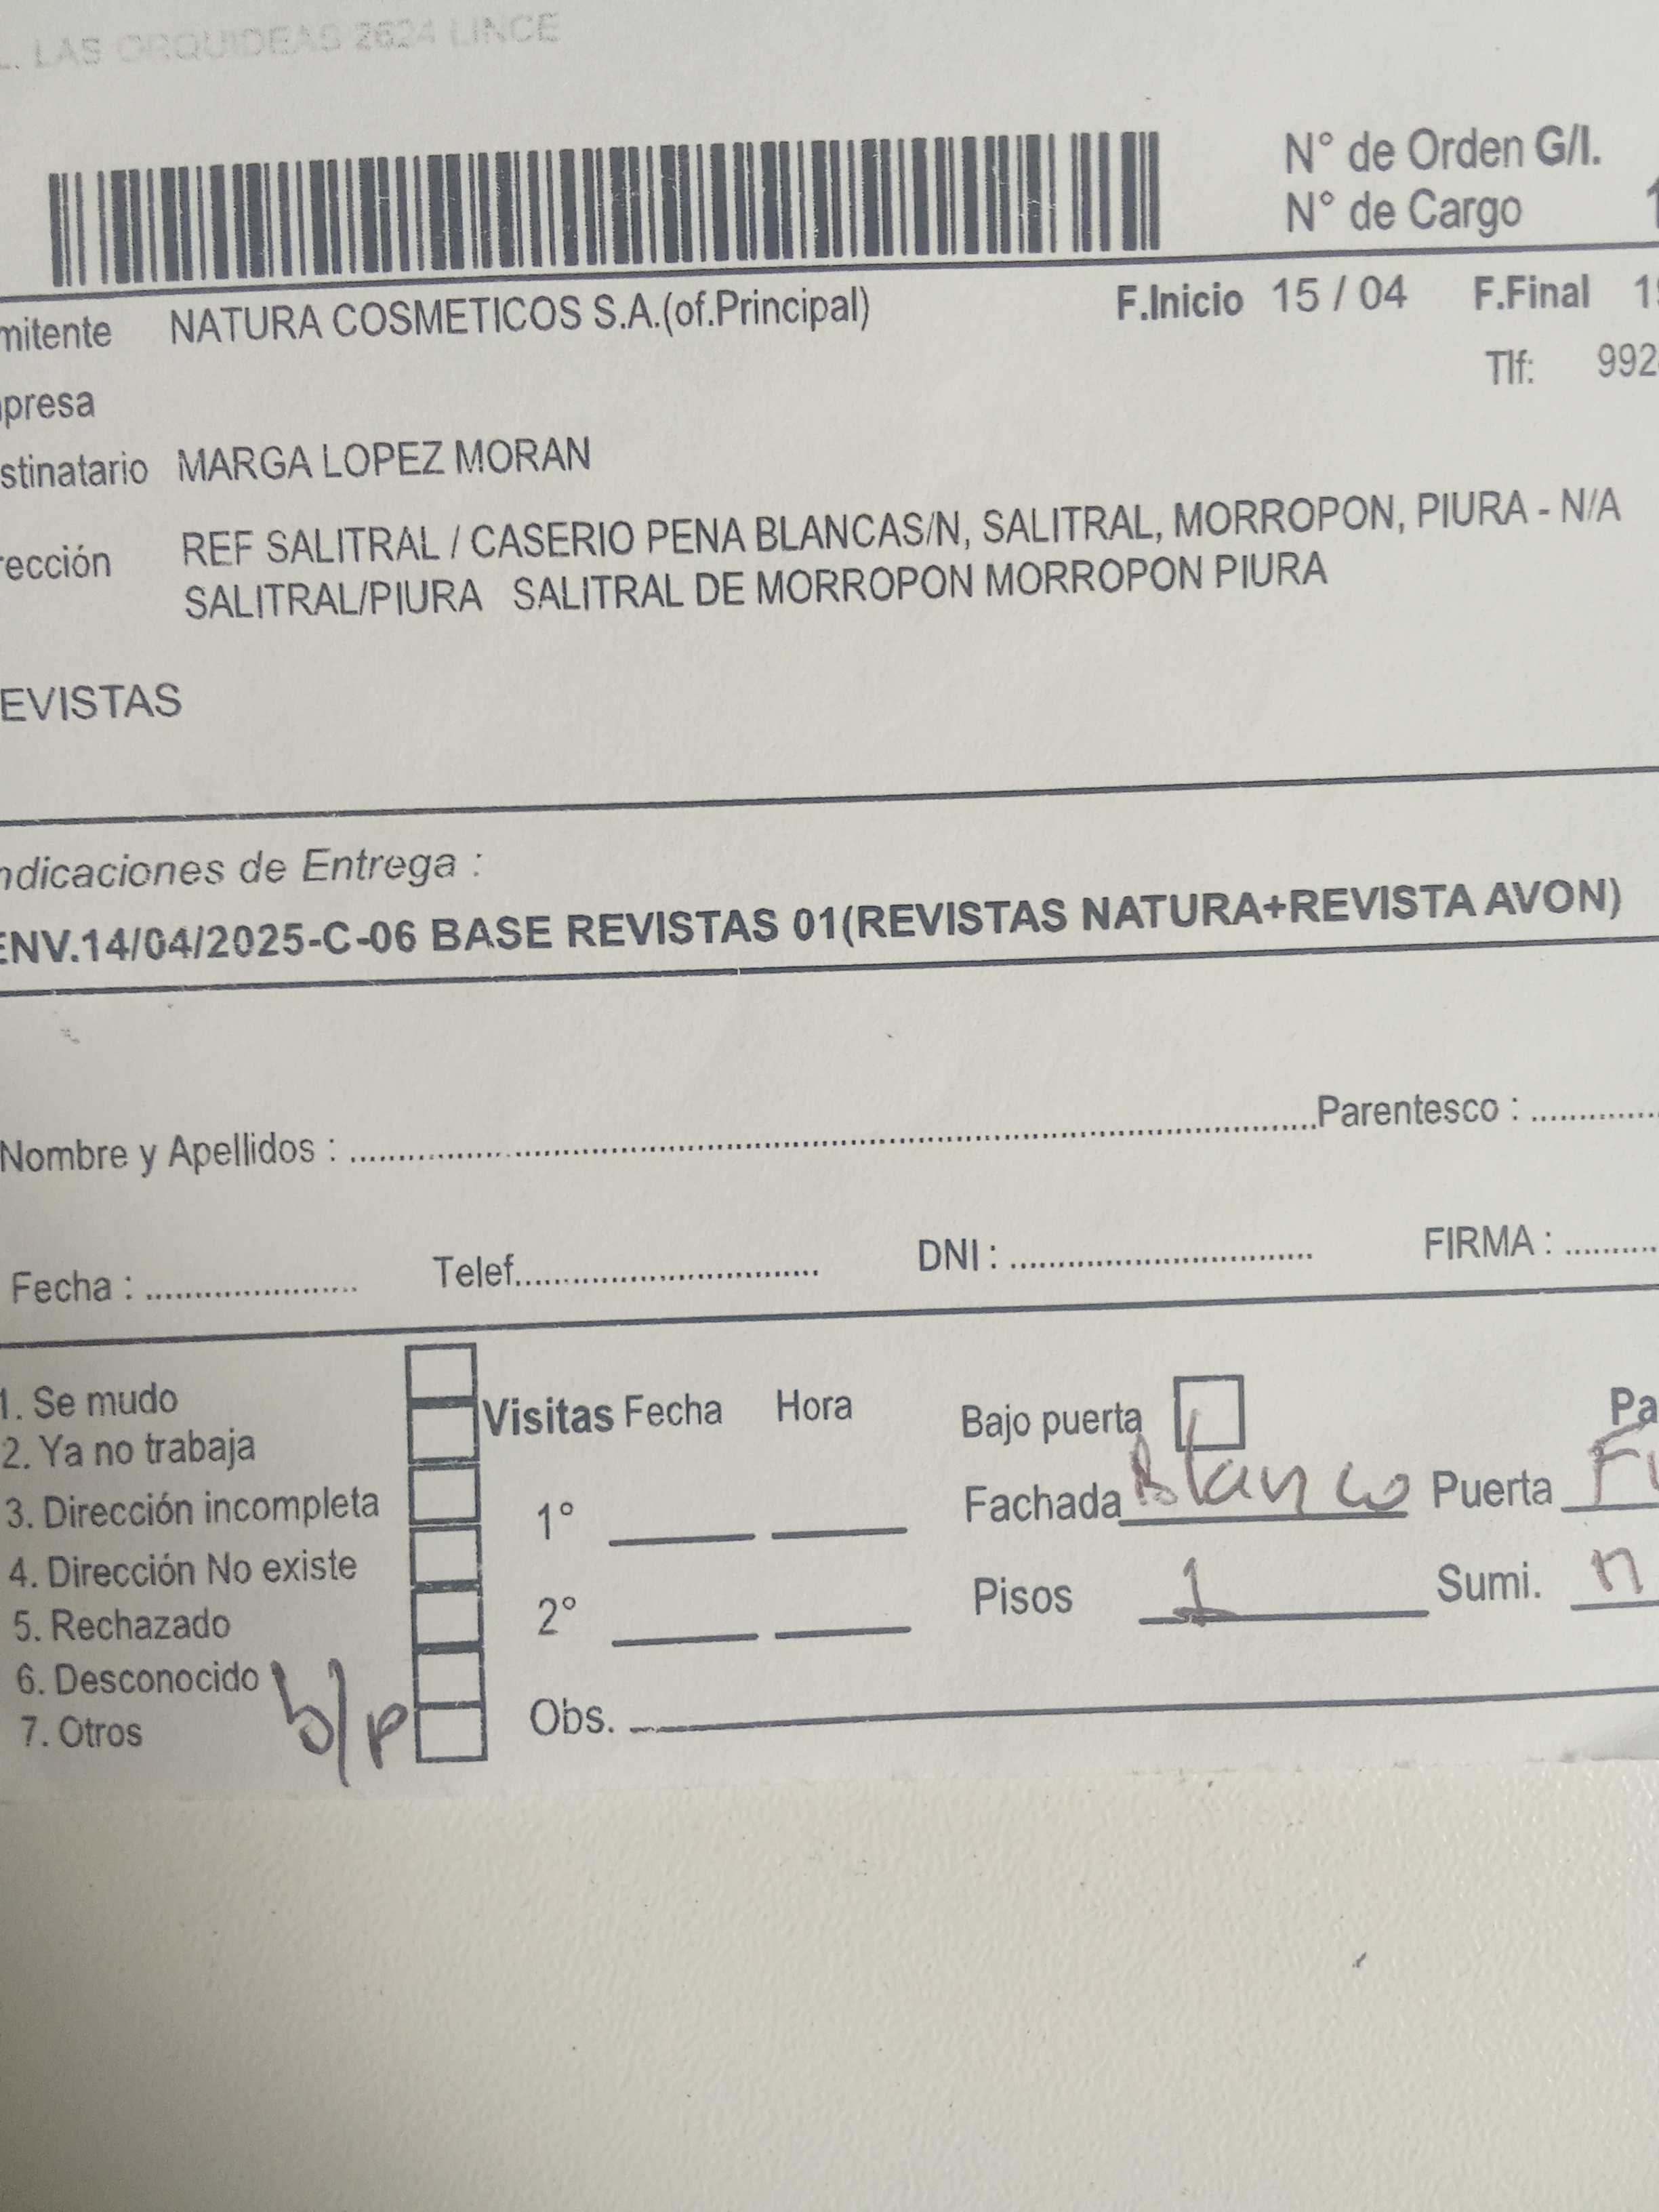 LAS ORQUIDEAS 2624 LINCE
N° de Orden G/I.
N° de Cargo
mitente NATURA COSMETICOS S.A.(of.Principal) F.Inicio 15 / 04 F.Final
Tlf: 992
presa
stinatario MARGA LOPEZ MORAN
rección REF SALITRAL / CASERIO PENA BLANCAS/N, SALITRAL, MORROPON, PIURA - N/A
SALITRAL/PIURA SALITRAL DE MORROPON MORROPON PIURA
EVISTAS
ndicaciones de Entrega :
ENV.14/04/2025-C-06 BASE REVISTAS 01(REVISTAS NATURA+REVISTA AVON)
Nombre y Apellidos : Parentesco :
Fecha : Telef. DNI : FIRMA :
1. Se mudo
2. Ya no trabaja
3. Dirección incompleta
4. Dirección No existe
5. Rechazado
6. Desconocido
7. Otros b/p
Visitas Fecha Hora
1°
2°
Obs.
Bajo puerta Pa
Fachada Blanco Puerta
Pisos 1 Sumi. n